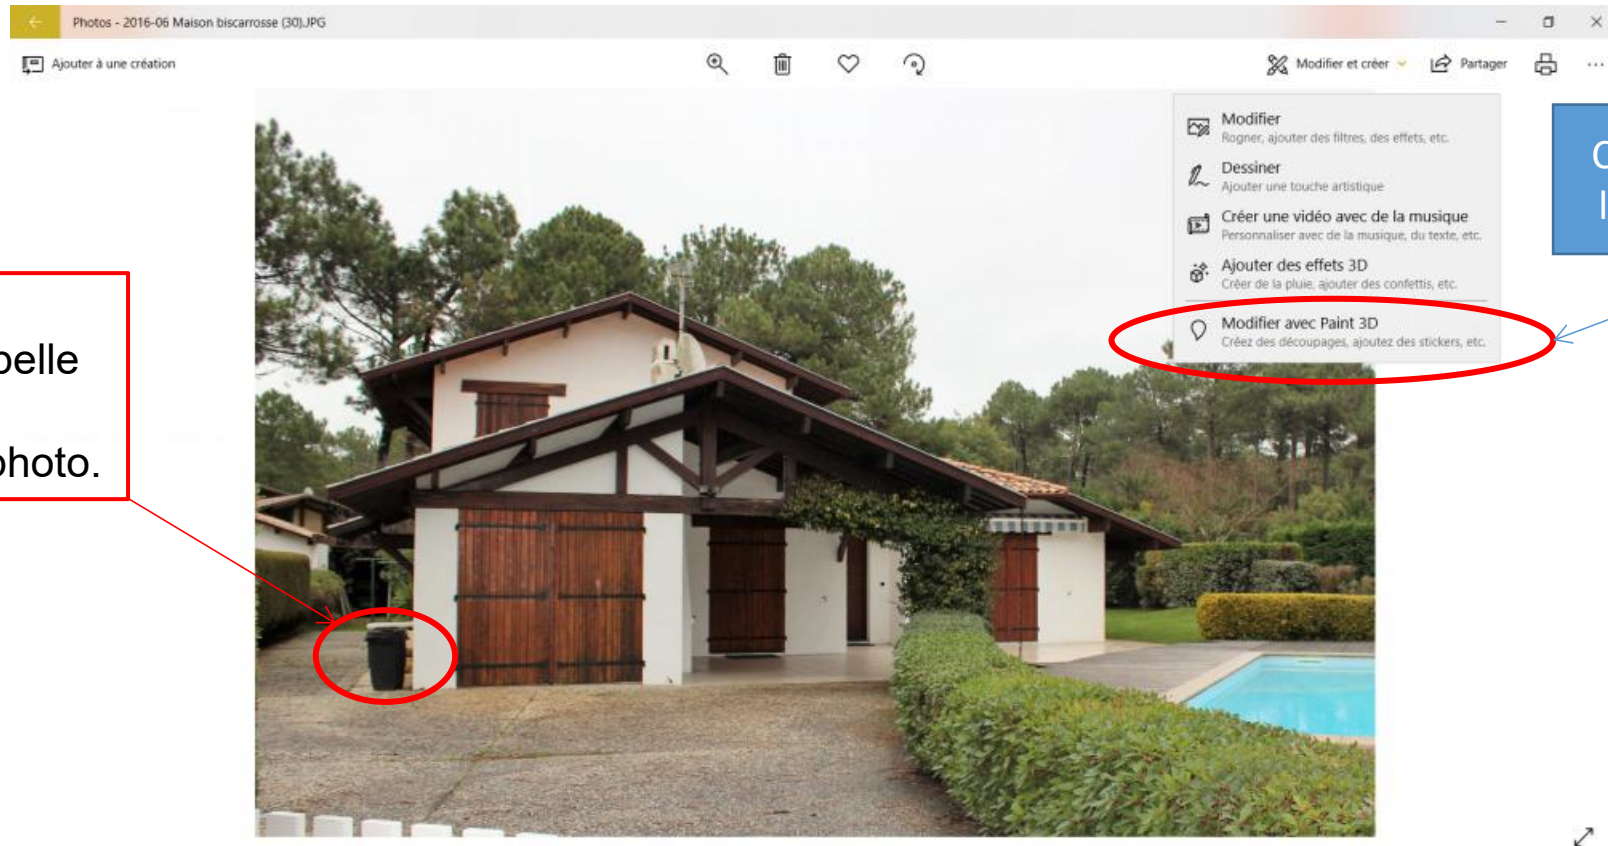 Photos - 2016-06 Maison biscarrosse (30).JPG
Ajouter à une création
Modifier et créer
Partager
Modifier
Rogner, ajouter des filtres, des effets, etc.
Dessiner
Ajouter une touche artistique
Créer une vidéo avec de la musique
Personnaliser avec de la musique, du texte, etc.
Ajouter des effets 3D
Créer de la pluie, ajouter des confettis, etc.
Modifier avec Paint 3D
Créez des découpages, ajoutez des stickers, etc.
photo.